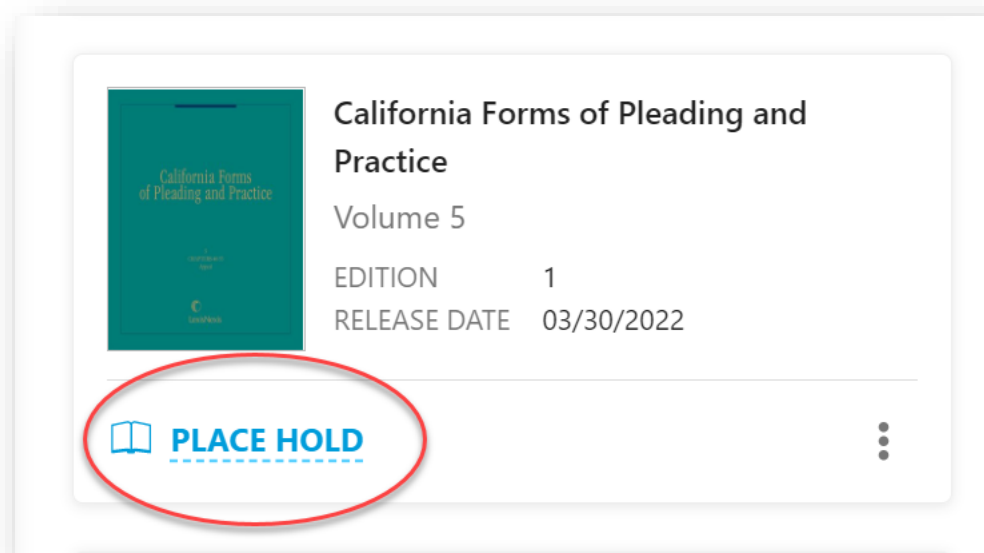 California Forms
of Pleading and Practice
LexisNexis
California Forms of Pleading and
Practice
Volume 5
EDITION 1
RELEASE DATE 03/30/2022
PLACE HOLD